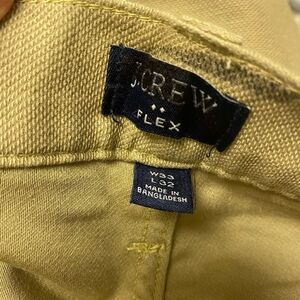 J.CREW
FLEX
W33
L32
MADE IN
BANGLADESH